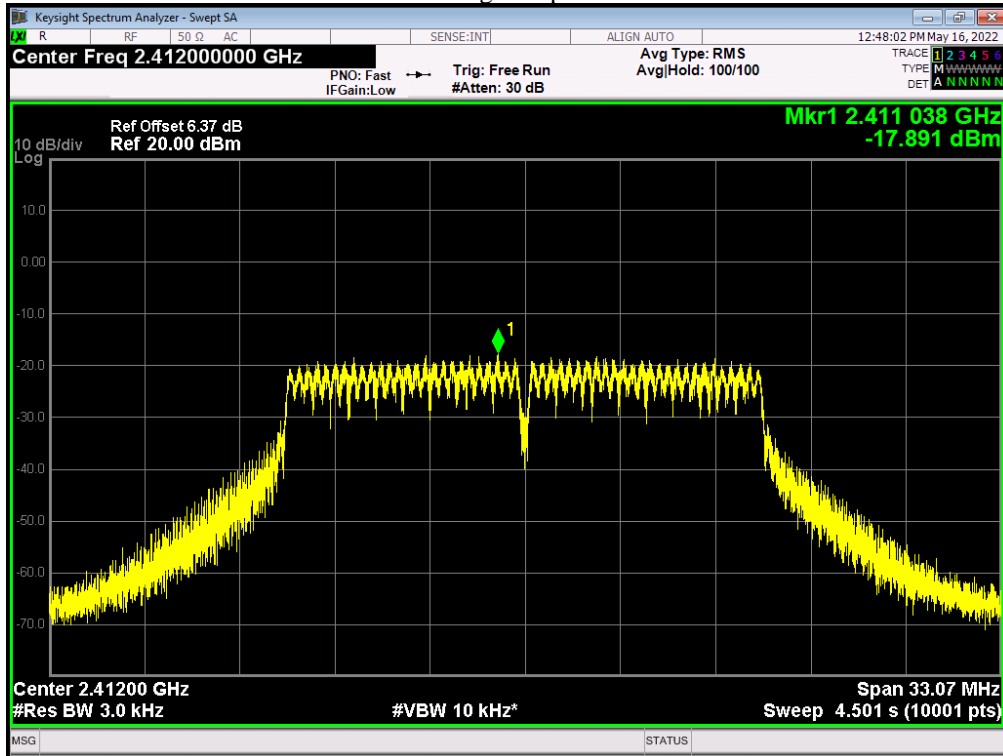 Keysight Spectrum Analyzer - Swept SA
LXI R RF 50 Ω AC SENSE:INT ALIGN AUTO 12:48:02 PM May 16, 2022
Center Freq 2.412000000 GHz
PNO: Fast
IFGain:Low
Trig: Free Run
#Atten: 30 dB
Avg Type: RMS
Avg|Hold: 100/100
TRACE 1 2 3 4 5 6
TYPE M WWWWW
DET A N N N N N
Mkr1 2.411 038 GHz
-17.891 dBm
Ref Offset 6.37 dB
10 dB/div Ref 20.00 dBm
Log
10.0
0.00
-10.0
1
-20.0
-30.0
-40.0
-50.0
-60.0
-70.0
Center 2.41200 GHz Span 33.07 MHz
#Res BW 3.0 kHz #VBW 10 kHz* Sweep 4.501 s (10001 pts)
MSG STATUS